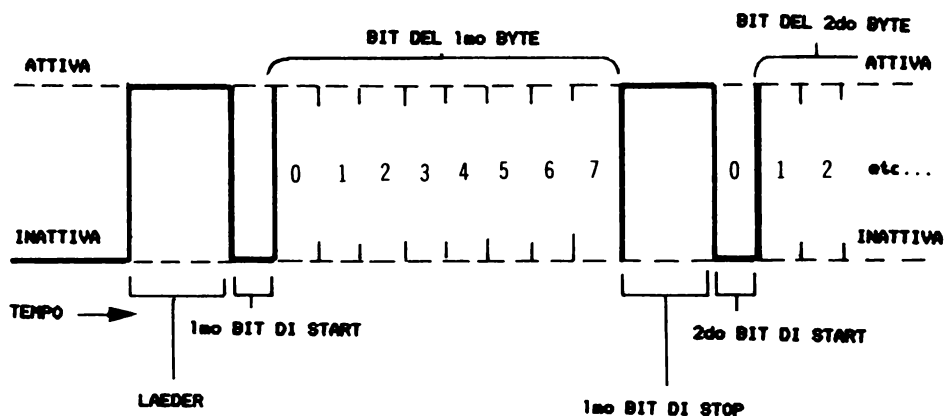 BIT DEL 1mo BYTE
BIT DEL 2do BYTE
ATTIVA
ATTIVA
0 1 2 3 4 5 6 7 0 1 2 etc...
INATTIVA
INATTIVA
TEMPO
1mo BIT DI START
2do BIT DI START
LAEDER
1mo BIT DI STOP